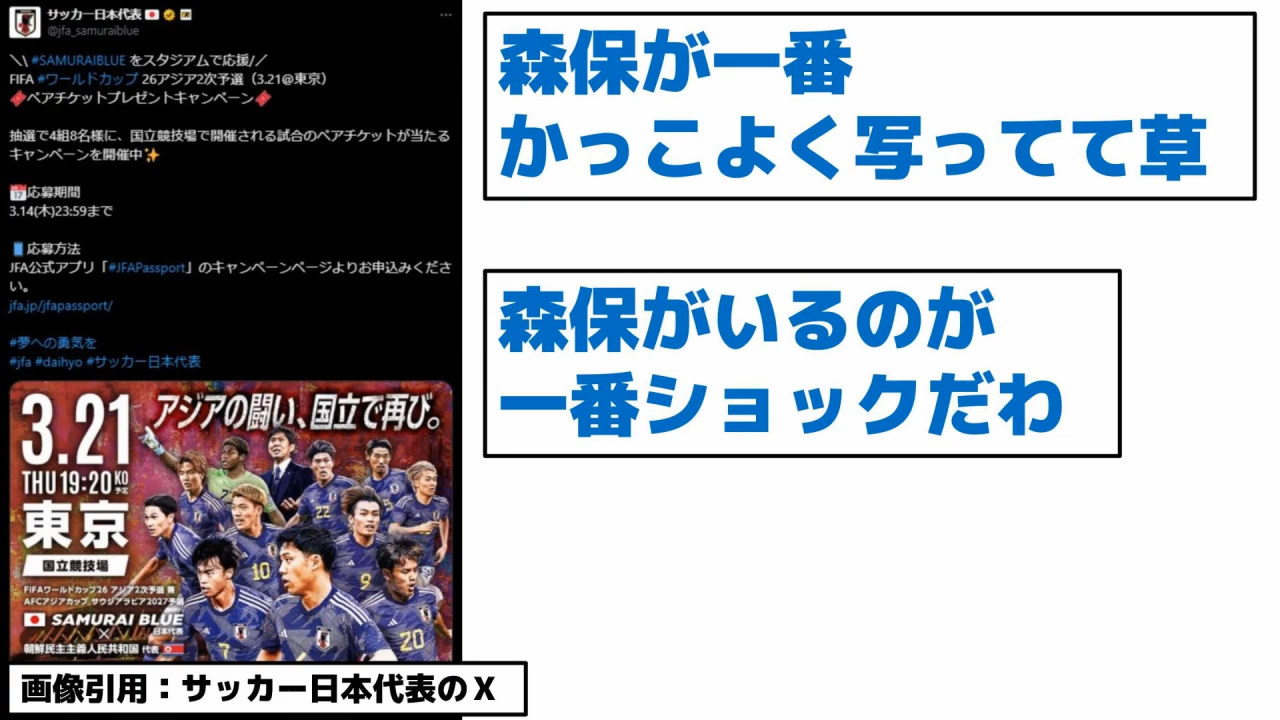 サッカー日本代表
@jfa_samuraiblue
\\ #SAMURAIBLUE をスタジアムで応援//
FIFA #ワールドカップ 26アジア2次予選（3.21@東京）
ペアチケットプレゼントキャンペーン
抽選で4組8名様に、国立競技場で開催される試合のペアチケットが当たる
キャンペーンを開催中✨
📅応募期間
3.14(木)23:59まで
応募方法
JFA公式アプリ「#JFAPassport」のキャンペーンページよりお申込みくださ
い。
jfa.jp/jfapassport/
#夢への勇気を
#jfa #daihyo #サッカー日本代表
3.21
THU 19:20 KO
予定
東京
国立競技場
アジアの闘い、国立で再び。
22
10
9
7
20
FIFAワールドカップ26 アジア2次予選 兼
AFCアジアカップ サウジアラビア2027予選
SAMURAI BLUE
日本代表
×
朝鮮民主主義人民共和国 代表
画像引用：サッカー日本代表のX
森保が一番
かっこよく写ってて草
森保がいるのが
一番ショックだわ